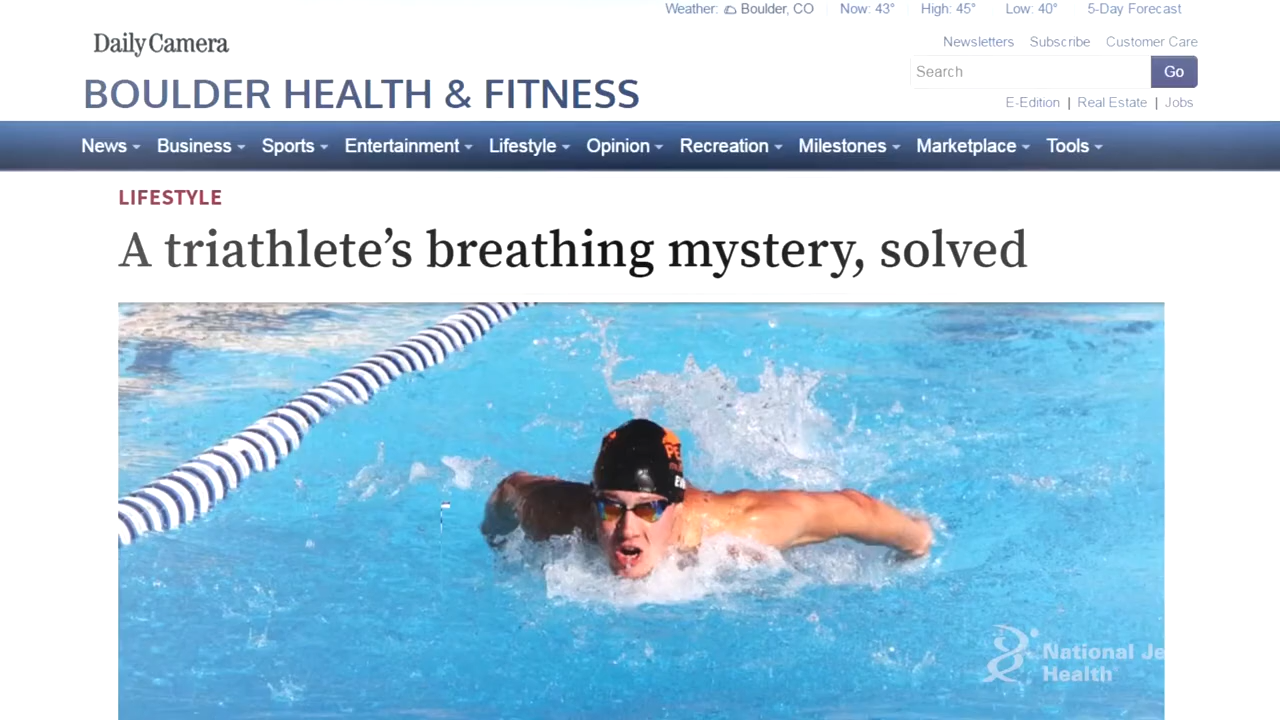 Weather: Boulder, CO Now: 43° High: 45° Low: 40° 5-Day Forecast
Daily Camera
Newsletters Subscribe Customer Care
Search Go
BOULDER HEALTH & FITNESS
E-Edition | Real Estate | Jobs
News Business Sports Entertainment Lifestyle Opinion Recreation Milestones Marketplace Tools
LIFESTYLE
A triathlete’s breathing mystery, solved
National Je
Health